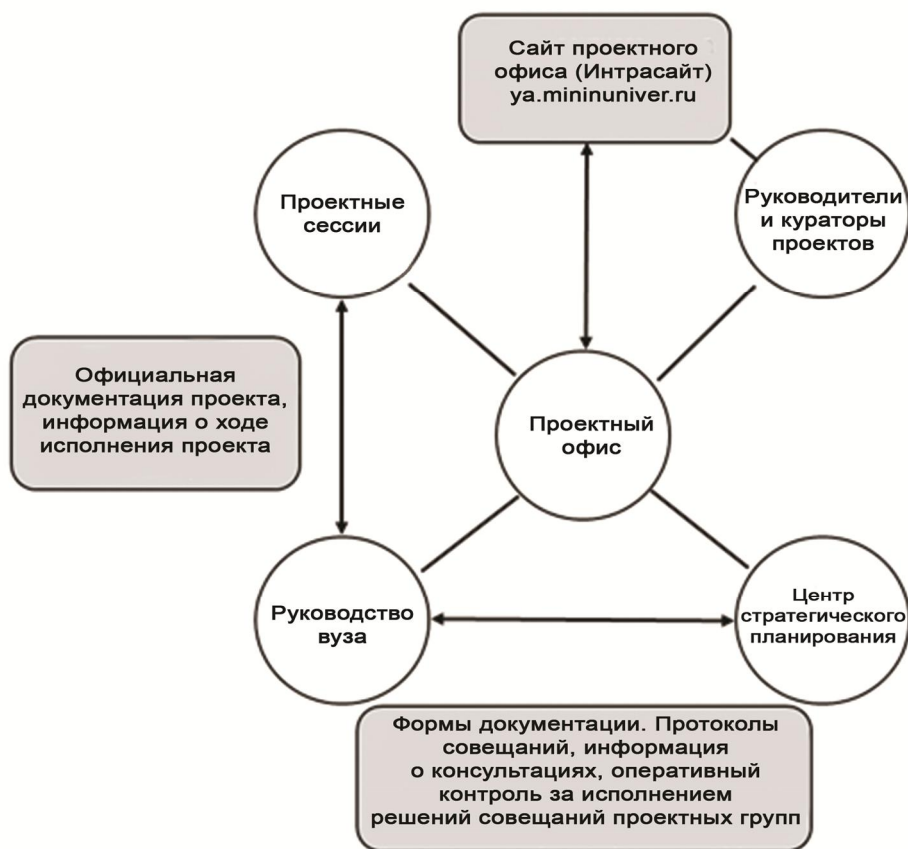 Сайт проектного
офиса (Интрасайт)
ya.mininuniver.ru
Проектные
сессии
Руководители
и кураторы
проектов
Официальная
документация проекта,
информация о ходе
исполнения проекта
Проектный
офис
Руководство
вуза
Центр
стратегического
планирования
Формы документации. Протоколы
совещаний, информация
о консультациях, оперативный
контроль за исполнением
решений совещаний проектных групп